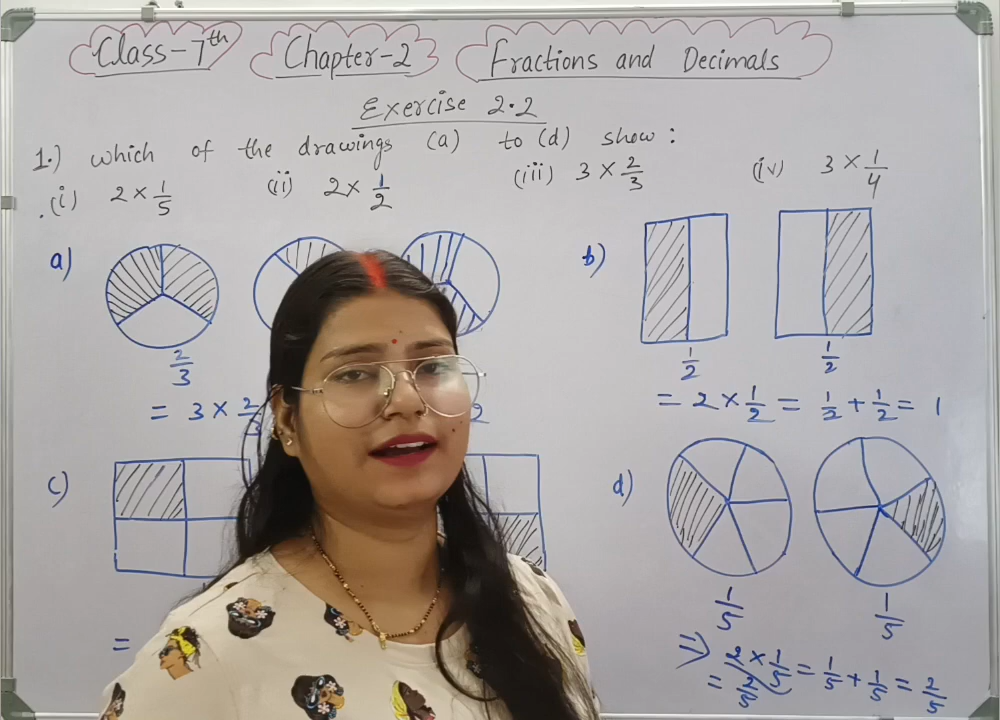 Class-7th Chapter-2 Fractions and Decimals
Exercise 2.2
1.) which of the drawings (a) to (d) show :
(i) 2 × 1/5 (ii) 2 × 1/2 (iii) 3 × 2/3 (iv) 3 × 1/4
a) b)
2/3 1/2 1/2
= 3 × 2/3 2 = 2 × 1/2 = 1/2 + 1/2 = 1
c) d)
1/5 1/5
=
⇒ 2 × 1/5 = 1/5 + 1/5 = 2/5
= 2/5